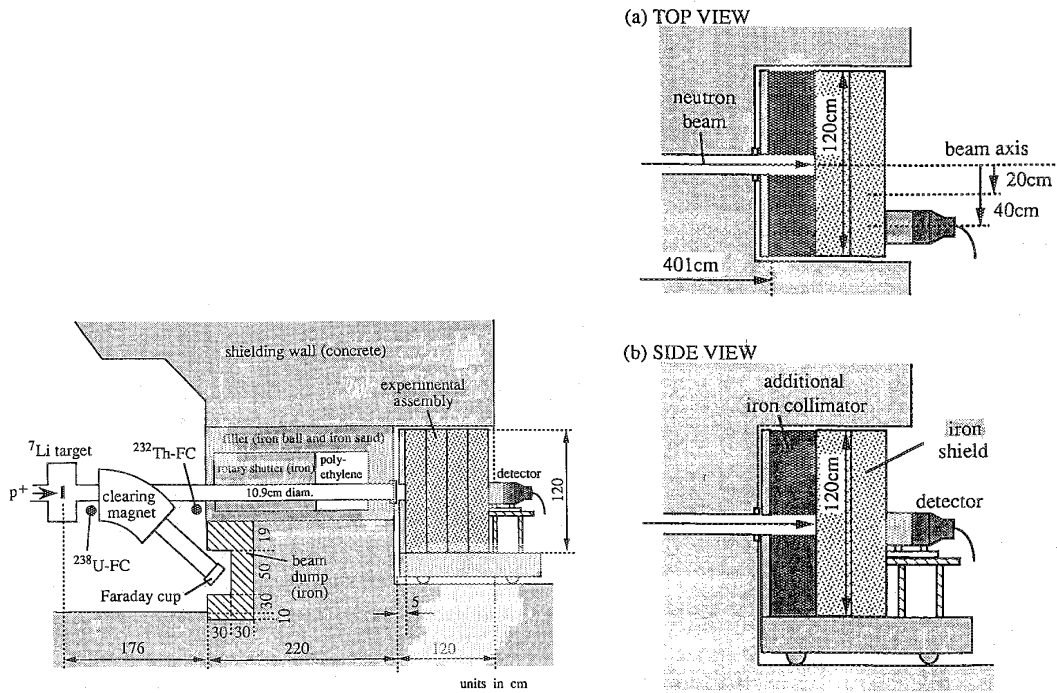 shielding wall (concrete)
experimental
assembly
filler (iron ball and iron sand)
⁷Li target
²³²Th-FC
rotary shutter (iron)
poly-
ethylene
detector
p⁺
clearing
magnet
10.9cm diam.
120
²³⁸U-FC
Faraday cup
beam
dump
(iron)
19
50
30
10
30
30
5
176
220
120
units in cm
(a) TOP VIEW
neutron
beam
120cm
beam axis
20cm
40cm
401cm
(b) SIDE VIEW
additional
iron collimator
iron
shield
120cm
detector